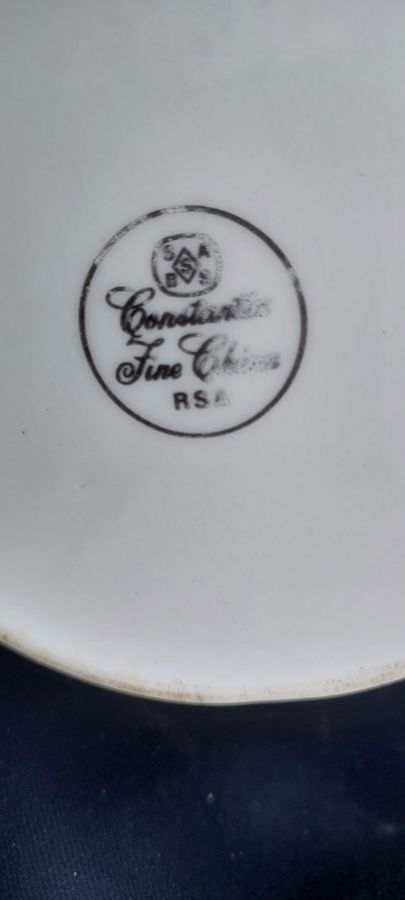 S A
S
B S
Constantia
Fine China
RSA